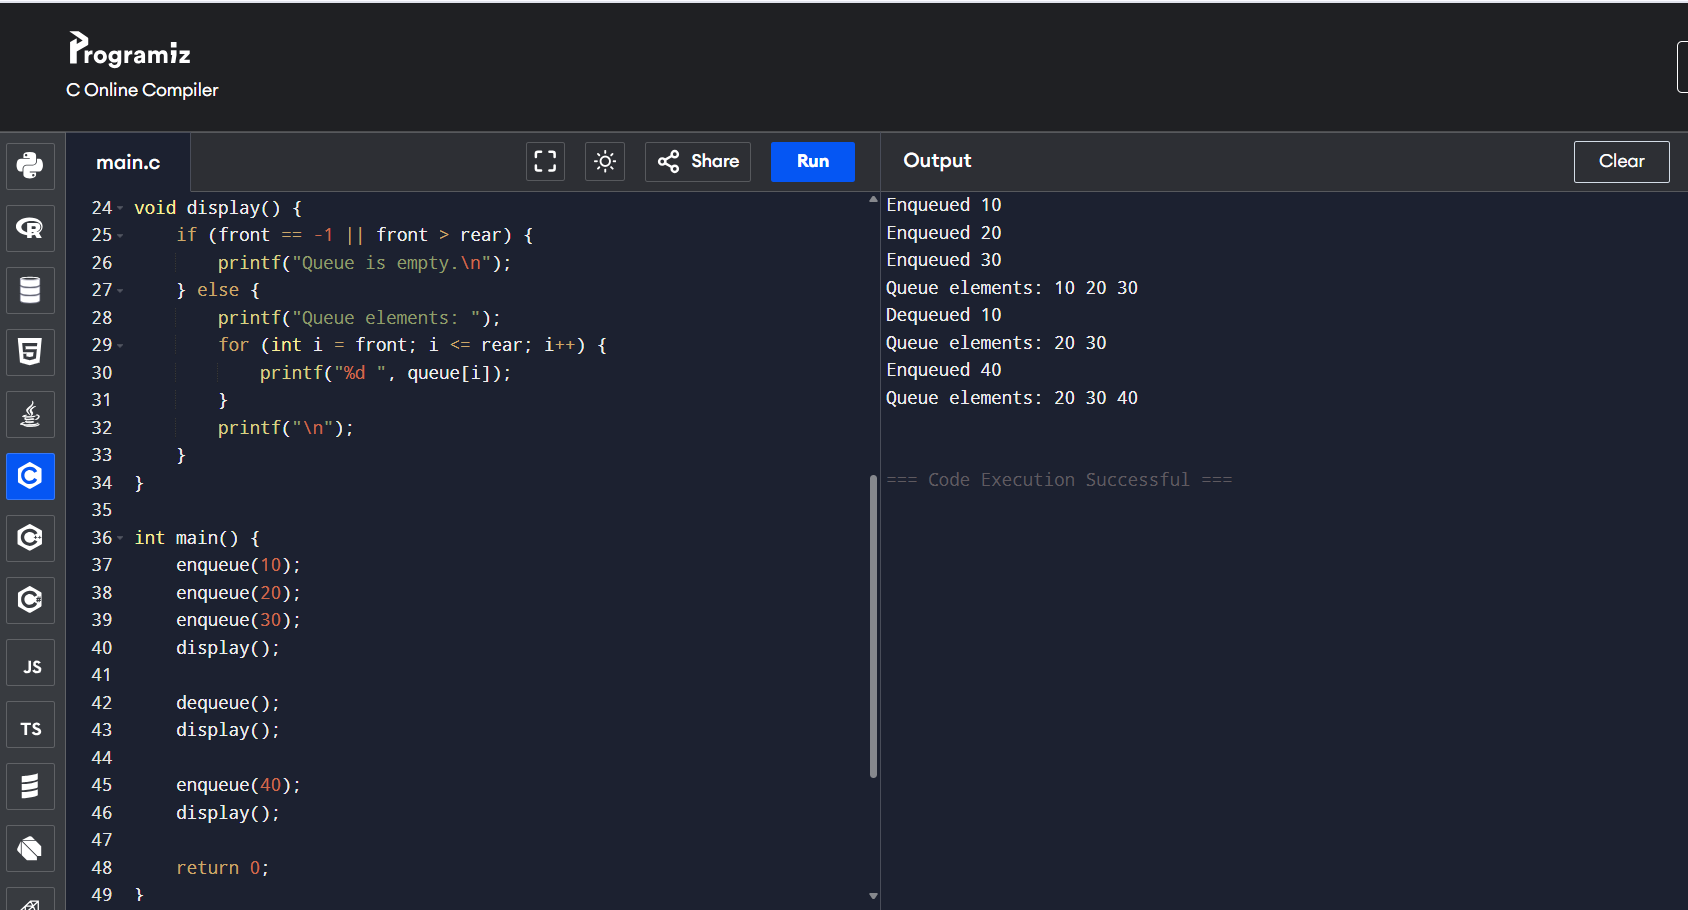 Programiz
C Online Compiler
main.c
Share
Run
Output
Clear
24 void display() {
25     if (front == -1 || front > rear) {
26         printf("Queue is empty.\n");
27     } else {
28         printf("Queue elements: ");
29         for (int i = front; i <= rear; i++) {
30             printf("%d ", queue[i]);
31         }
32         printf("\n");
33     }
34 }
35
36 int main() {
37     enqueue(10);
38     enqueue(20);
39     enqueue(30);
40     display();
41
42     dequeue();
43     display();
44
45     enqueue(40);
46     display();
47
48     return 0;
49 }
Enqueued 10
Enqueued 20
Enqueued 30
Queue elements: 10 20 30
Dequeued 10
Queue elements: 20 30
Enqueued 40
Queue elements: 20 30 40
=== Code Execution Successful ===
R
5
C
C++
C#
JS
TS